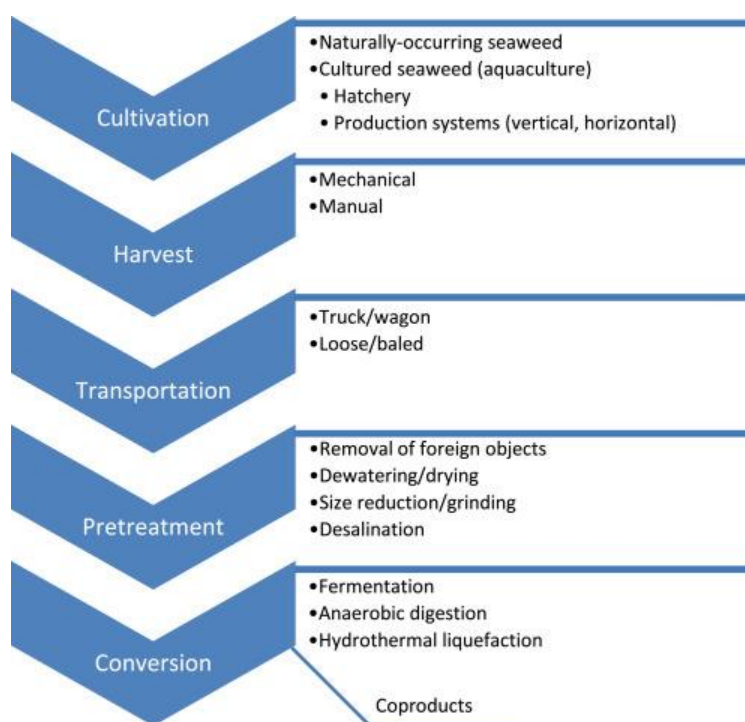 Cultivation
•Naturally-occurring seaweed
•Cultured seaweed (aquaculture)
•Hatchery
•Production systems (vertical, horizontal)
Harvest
•Mechanical
•Manual
Transportation
•Truck/wagon
•Loose/baled
Pretreatment
•Removal of foreign objects
•Dewatering/drying
•Size reduction/grinding
•Desalination
Conversion
•Fermentation
•Anaerobic digestion
•Hydrothermal liquefaction
Coproducts